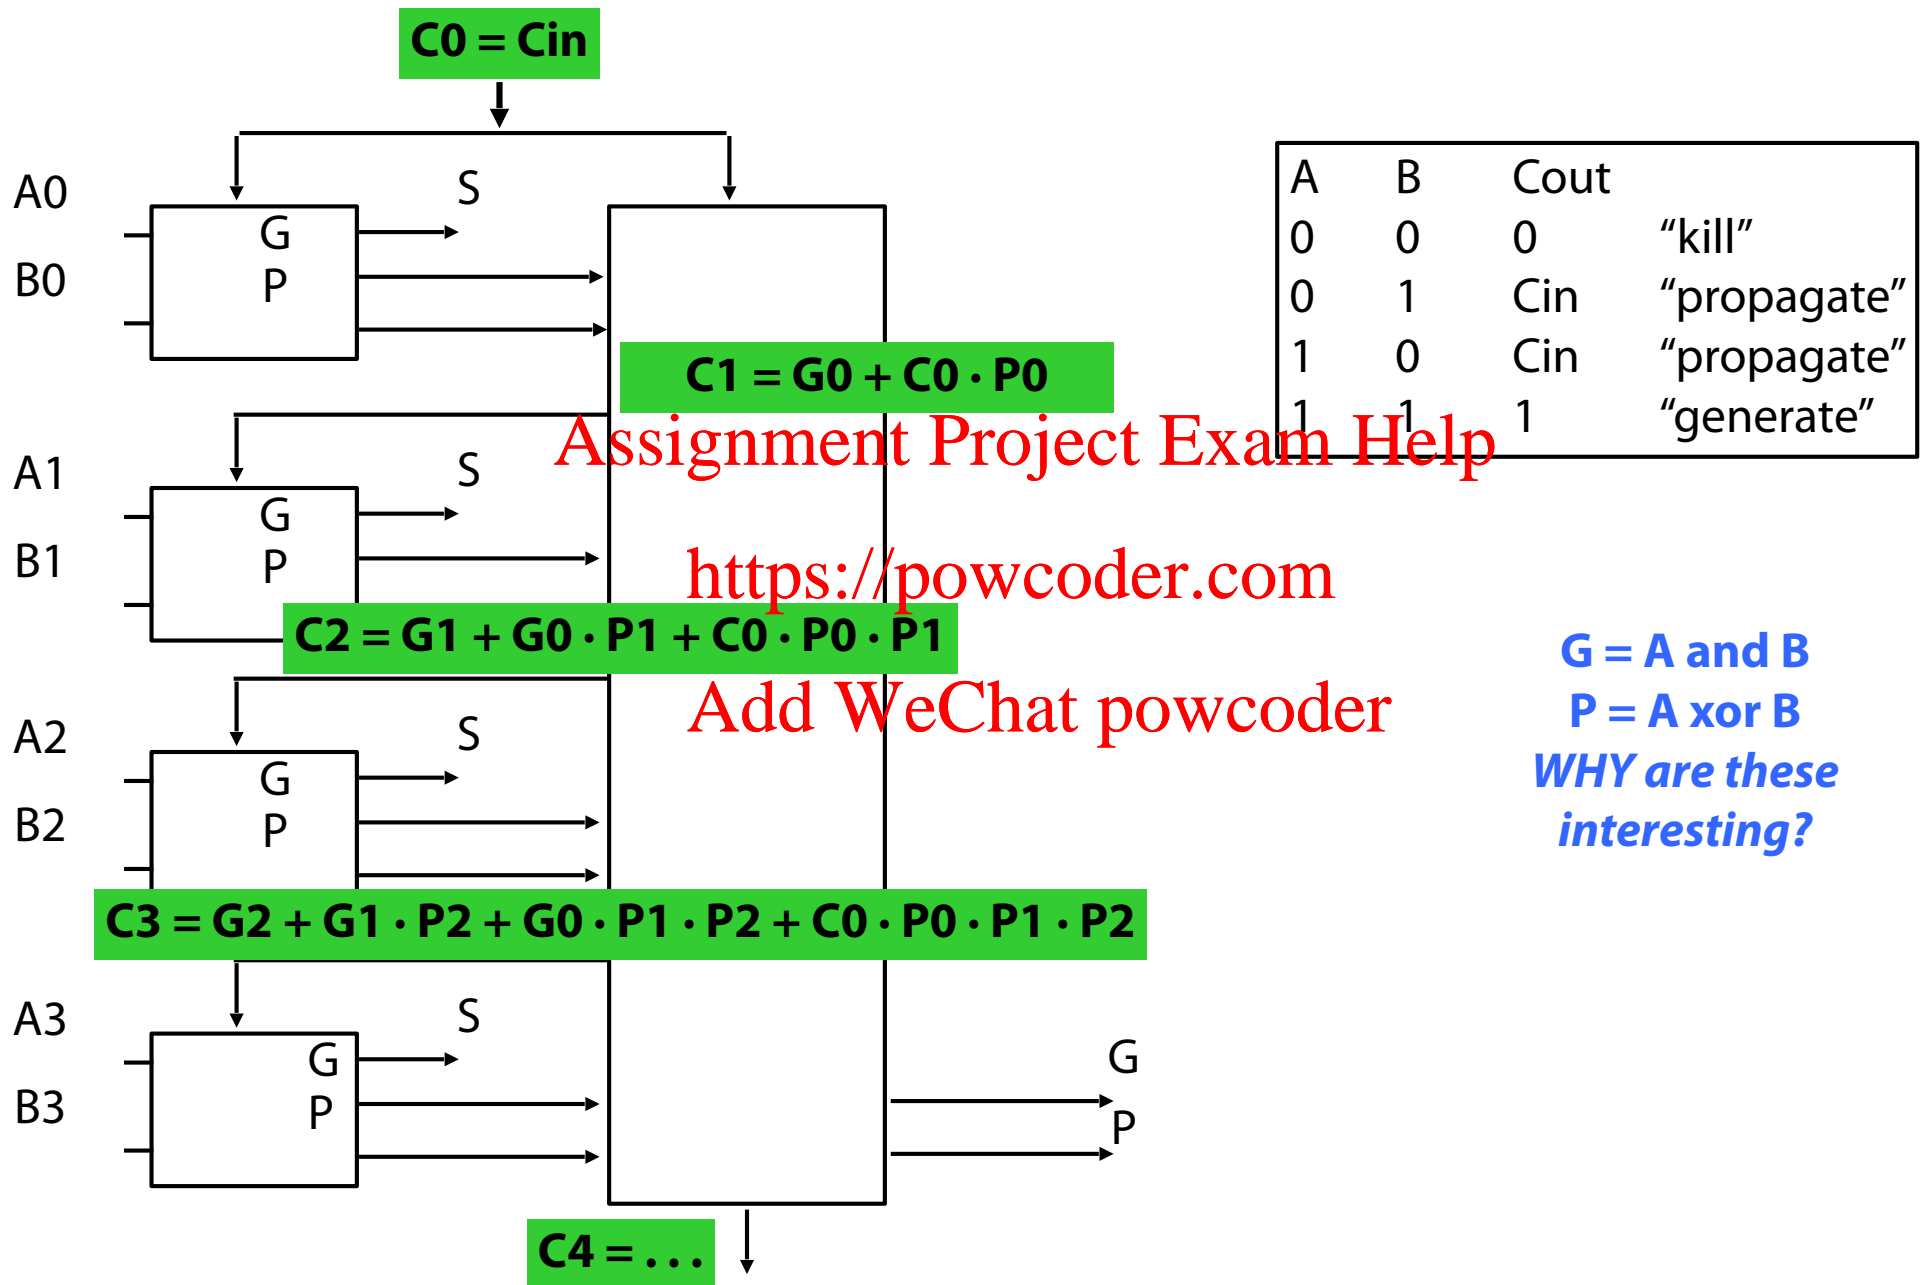 C0 = Cin
A0
S
G
B0
P
C1 = G0 + C0 · P0
A B Cout
0 0 0 “kill”
0 1 Cin “propagate”
1 0 Cin “propagate”
1 1 1 “generate”
Assignment Project Exam Help
A1
S
G
B1
P
https://powcoder.com
C2 = G1 + G0 · P1 + C0 · P0 · P1
Add WeChat powcoder
G = A and B
P = A xor B
WHY are these
interesting?
A2
S
G
B2
P
C3 = G2 + G1 · P2 + G0 · P1 · P2 + C0 · P0 · P1 · P2
A3
S
G
B3
P
G
P
C4 = . . .